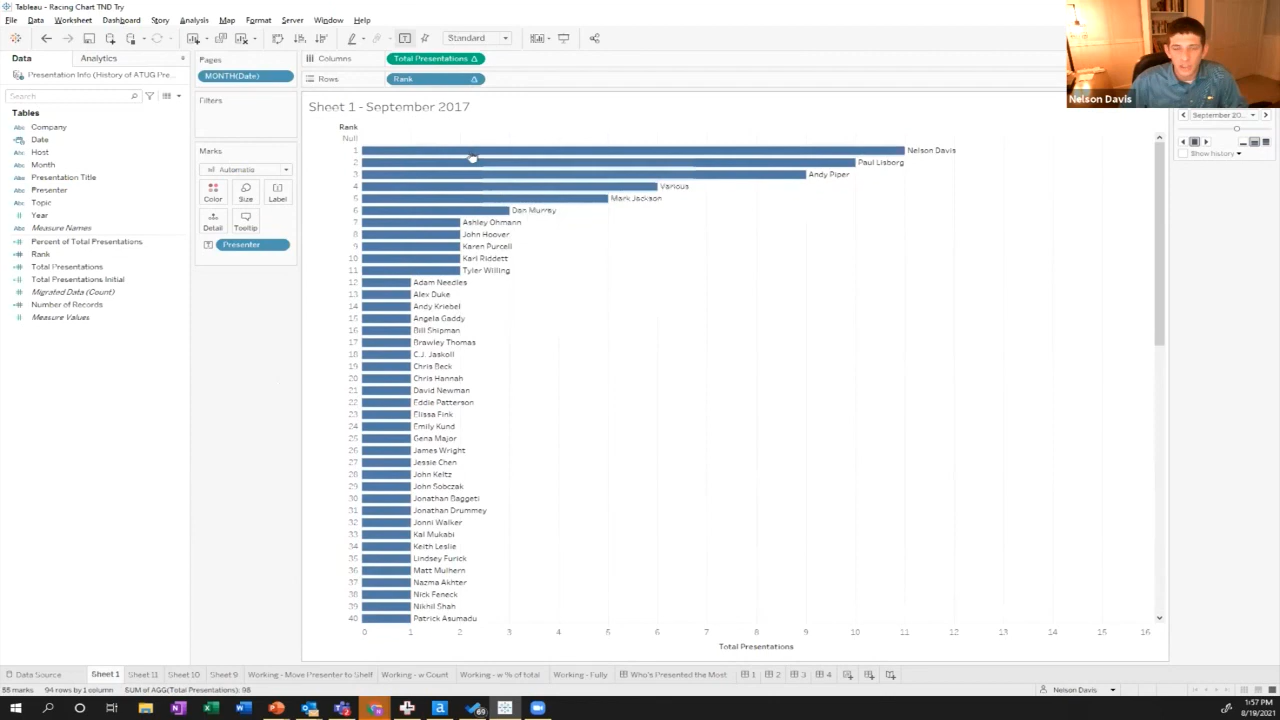 Tableau - Racing Chart TND Try
File Data Worksheet Dashboard Story Analysis Map Format Server Window Help
Standard
Data Analytics
Presentation Info (History of ATUG Pre...
Search
Tables
Company
Date
Host
Month
Presentation Title
Presenter
Topic
Year
Measure Names
Percent of Total Presentations
Rank
Total Presentations
Total Presentations Initial
Migrated Data (Count)
Number of Records
Measure Values
Pages
MONTH(Date)
Filters
Marks
Automatic
Color Size Label
Detail Tooltip
Presenter
Columns Total Presentations
Rows Rank
Sheet 1 - September 2017
Rank
Null
1 Nelson Davis
2 Paul Lisborg
3 Andy Piper
4 Various
5 Mark Jackson
6 Dan Murray
7 Ashley Ohmann
8 John Hoover
9 Karen Purcell
10 Karl Riddett
11 Tyler Willing
12 Adam Needles
13 Alex Duke
14 Andy Kriebel
15 Angela Gaddy
16 Bill Shipman
17 Brawley Thomas
18 C.J. Jaskoll
19 Chris Beck
20 Chris Hannah
21 David Newman
22 Eddie Patterson
23 Elissa Fink
24 Emily Kund
25 Gena Major
26 James Wright
27 Jessie Chen
28 John Keltz
29 John Sobczak
30 Jonathan Baggeti
31 Jonathan Drummey
32 Jonni Walker
33 Kal Mukabi
34 Keith Leslie
35 Lindsey Furick
36 Matt Mulhern
37 Nazma Akhter
38 Nick Feneck
39 Nikhil Shah
40 Patrick Asumadu
0 1 2 3 4 5 6 7 8 9 10 11 12 13 14 15 16
Total Presentations
Nelson Davis
September 20...
Show history
Data Source Sheet 1 Sheet 11 Sheet 10 Sheet 9 Working - Move Presenter to Shelf Working - w Count Working - w % of total Working - Fully Who's Presented the Most 1 2 3 4
55 marks 94 rows by 1 column SUM of AGG(Total Presentations): 98 Nelson Davis
69
1:57 PM
8/19/2021